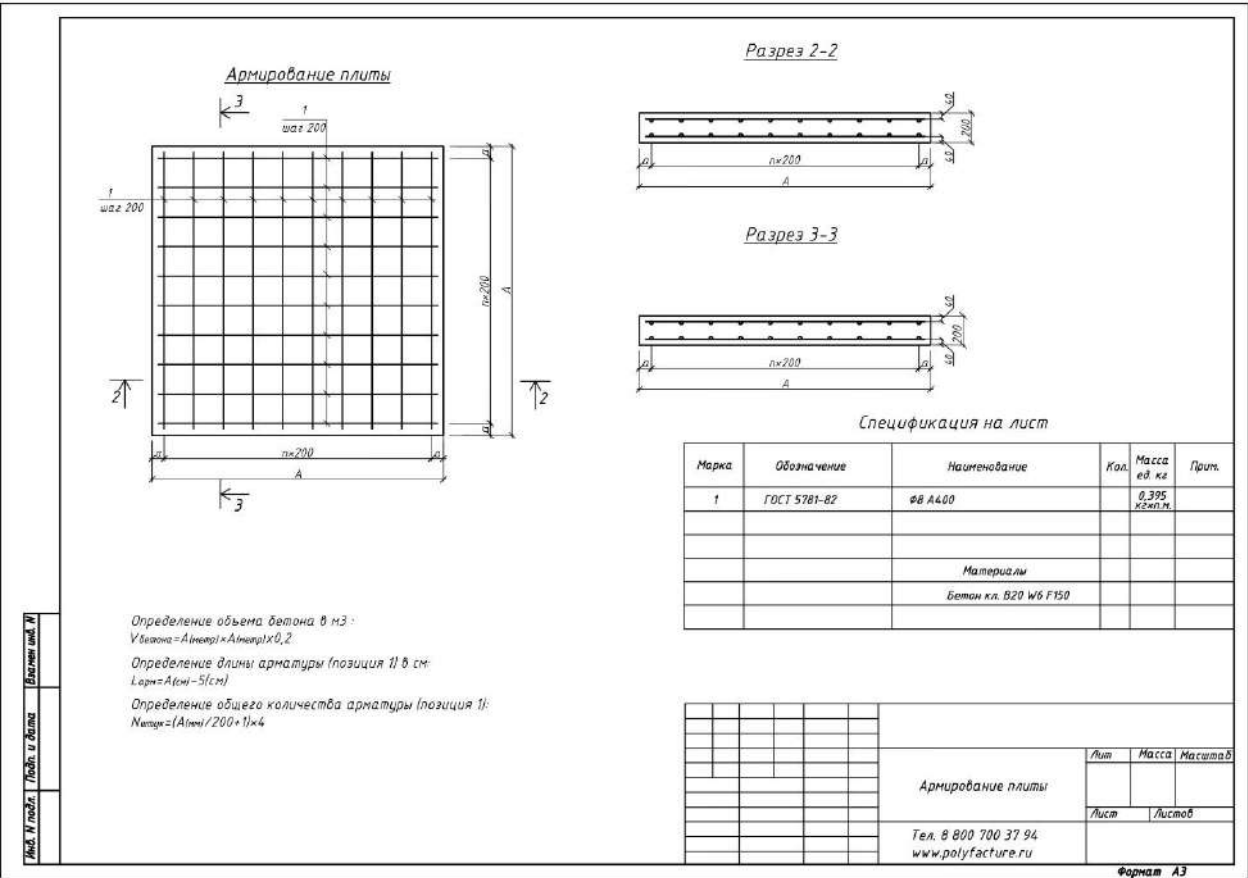 Армирование плиты
3
1
шаг 200
1
шаг 200
а
n×200
А
а
2
2
а
n×200
а
А
3
Разрез 2-2
40
200
40
а
n×200
а
А
Разрез 3-3
40
200
40
а
n×200
а
А
Спецификация на лист
Марка Обозначение Наименование Кол. Масса ед. кг Прим.
1 ГОСТ 5781-82 Ф8 А400 0,395 кг×п.м.
Материалы
Бетон кл. В20 W6 F150
Определение объема бетона в м3 :
Vбетона=А(метр)×А(метр)х0,2
Определение длины арматуры (позиция 1) в см:
Lарм=А(см)-5(см)
Определение общего количества арматуры (позиция 1):
Nштук=(А(мм)/200+1)×4
Взамен инв. N
Подп. и дата
Инв. N подл.
Армирование плиты
Лит Масса Масштаб
Лист Листов
Тел. 8 800 700 37 94
www.polyfacture.ru
Формат А3